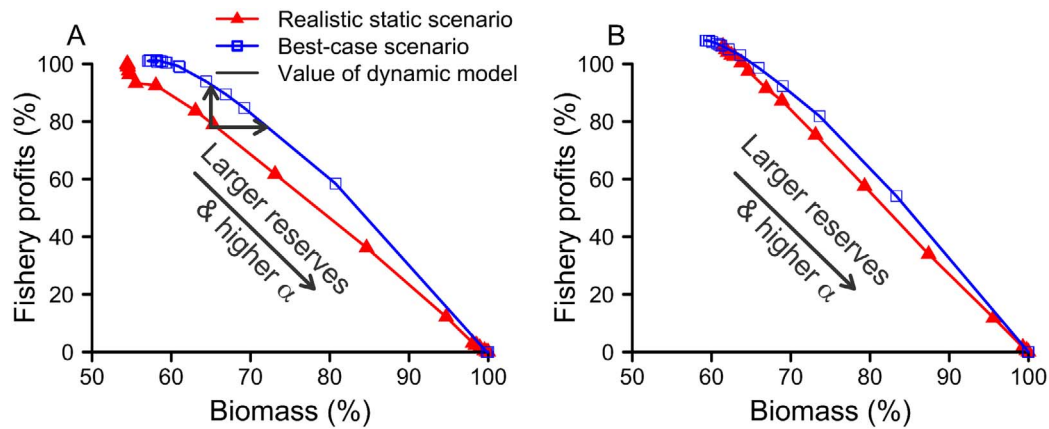 A
Realistic static scenario
Best-case scenario
Value of dynamic model
Fishery profits (%)
100
80
60
40
20
0
Larger reserves
& higher α
50
60
70
80
90
100
Biomass (%)
B
Fishery profits (%)
100
80
60
40
20
0
Larger reserves
& higher α
50
60
70
80
90
100
Biomass (%)